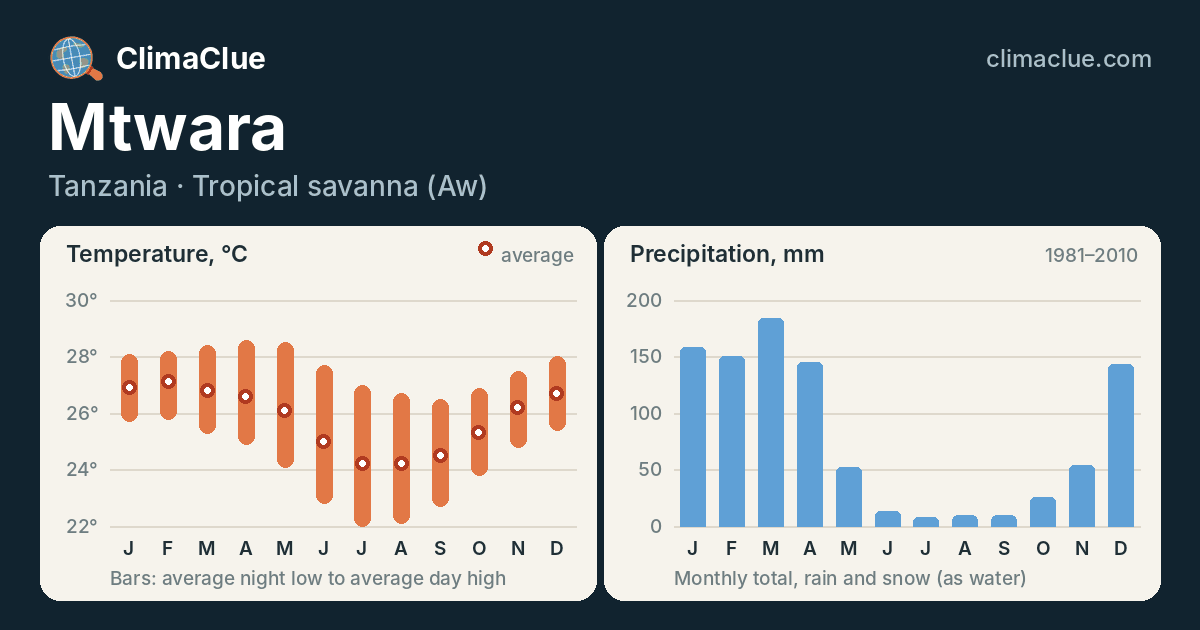 ClimaClue
climaclue.com
Mtwara
Tanzania · Tropical savanna (Aw)
Temperature, °C
average
30°
28°
26°
24°
22°
J F M A M J J A S O N D
Bars: average night low to average day high
Precipitation, mm
1981–2010
200
150
100
50
0
J F M A M J J A S O N D
Monthly total, rain and snow (as water)